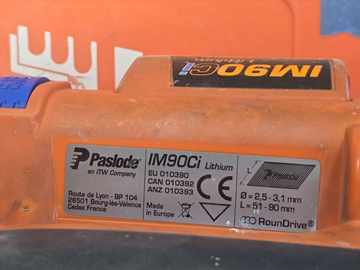 IM90Ci
Lithium
Paslode
an ITW Company
Route de Lyon - BP 104
26501 Bourg-lès-Valence
Cedex France
IM90Ci Lithium
EU 010390
CAN 010392
ANZ 010393
Made in Europe
CE
L
Ø = 2,5 - 3,1 mm
L = 51 - 90 mm
RounDrive®